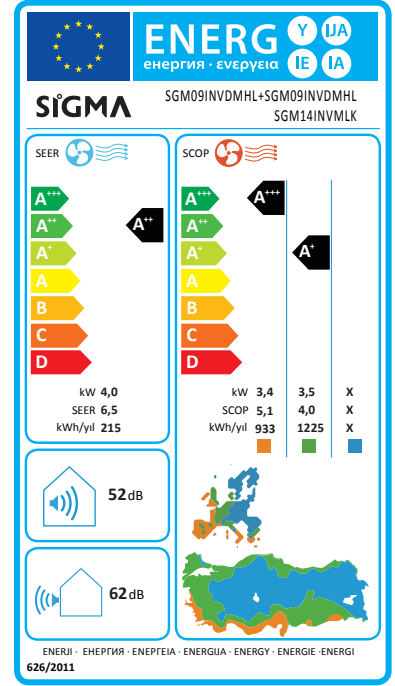 ENERG Y IJA
енергия · ενεργεια IE IA
SIGMA
SGM09INVDMHL+SGM09INVDMHL
SGM14INVMLK
SEER
SCOP
A+++
A++
A+
A
B
C
D
A++
kW 4,0
SEER 6,5
kWh/yıl 215
A+++
A++
A+
A
B
C
D
A+++
A+
kW 3,4 3,5 X
SCOP 5,1 4,0 X
kWh/yıl 933 1225 X
52dB
62dB
ENERJI · ЕНЕРГИЯ · ΕΝΕΡΓΕΙΑ · ENERGIJA · ENERGY · ENERGIE ·ENERGI
626/2011